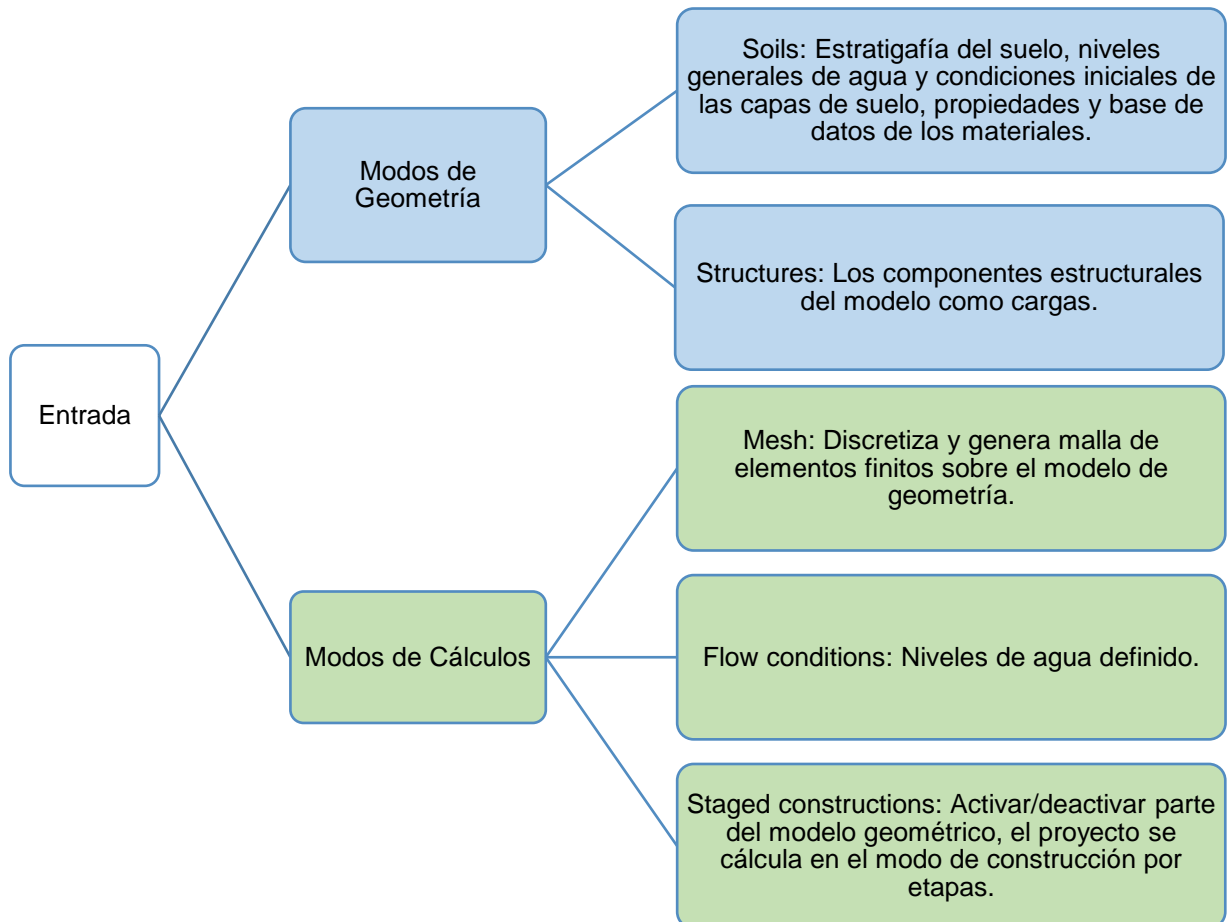 Soils: Estratigafía del suelo, niveles
generales de agua y condiciones iniciales de
las capas de suelo, propiedades y base de
datos de los materiales.
Modos de
Geometría
Structures: Los componentes estructurales
del modelo como cargas.
Entrada
Mesh: Discretiza y genera malla de
elementos finitos sobre el modelo de
geometría.
Modos de Cálculos
Flow conditions: Niveles de agua definido.
Staged constructions: Activar/deactivar parte
del modelo geométrico, el proyecto se
cálcula en el modo de construcción por
etapas.